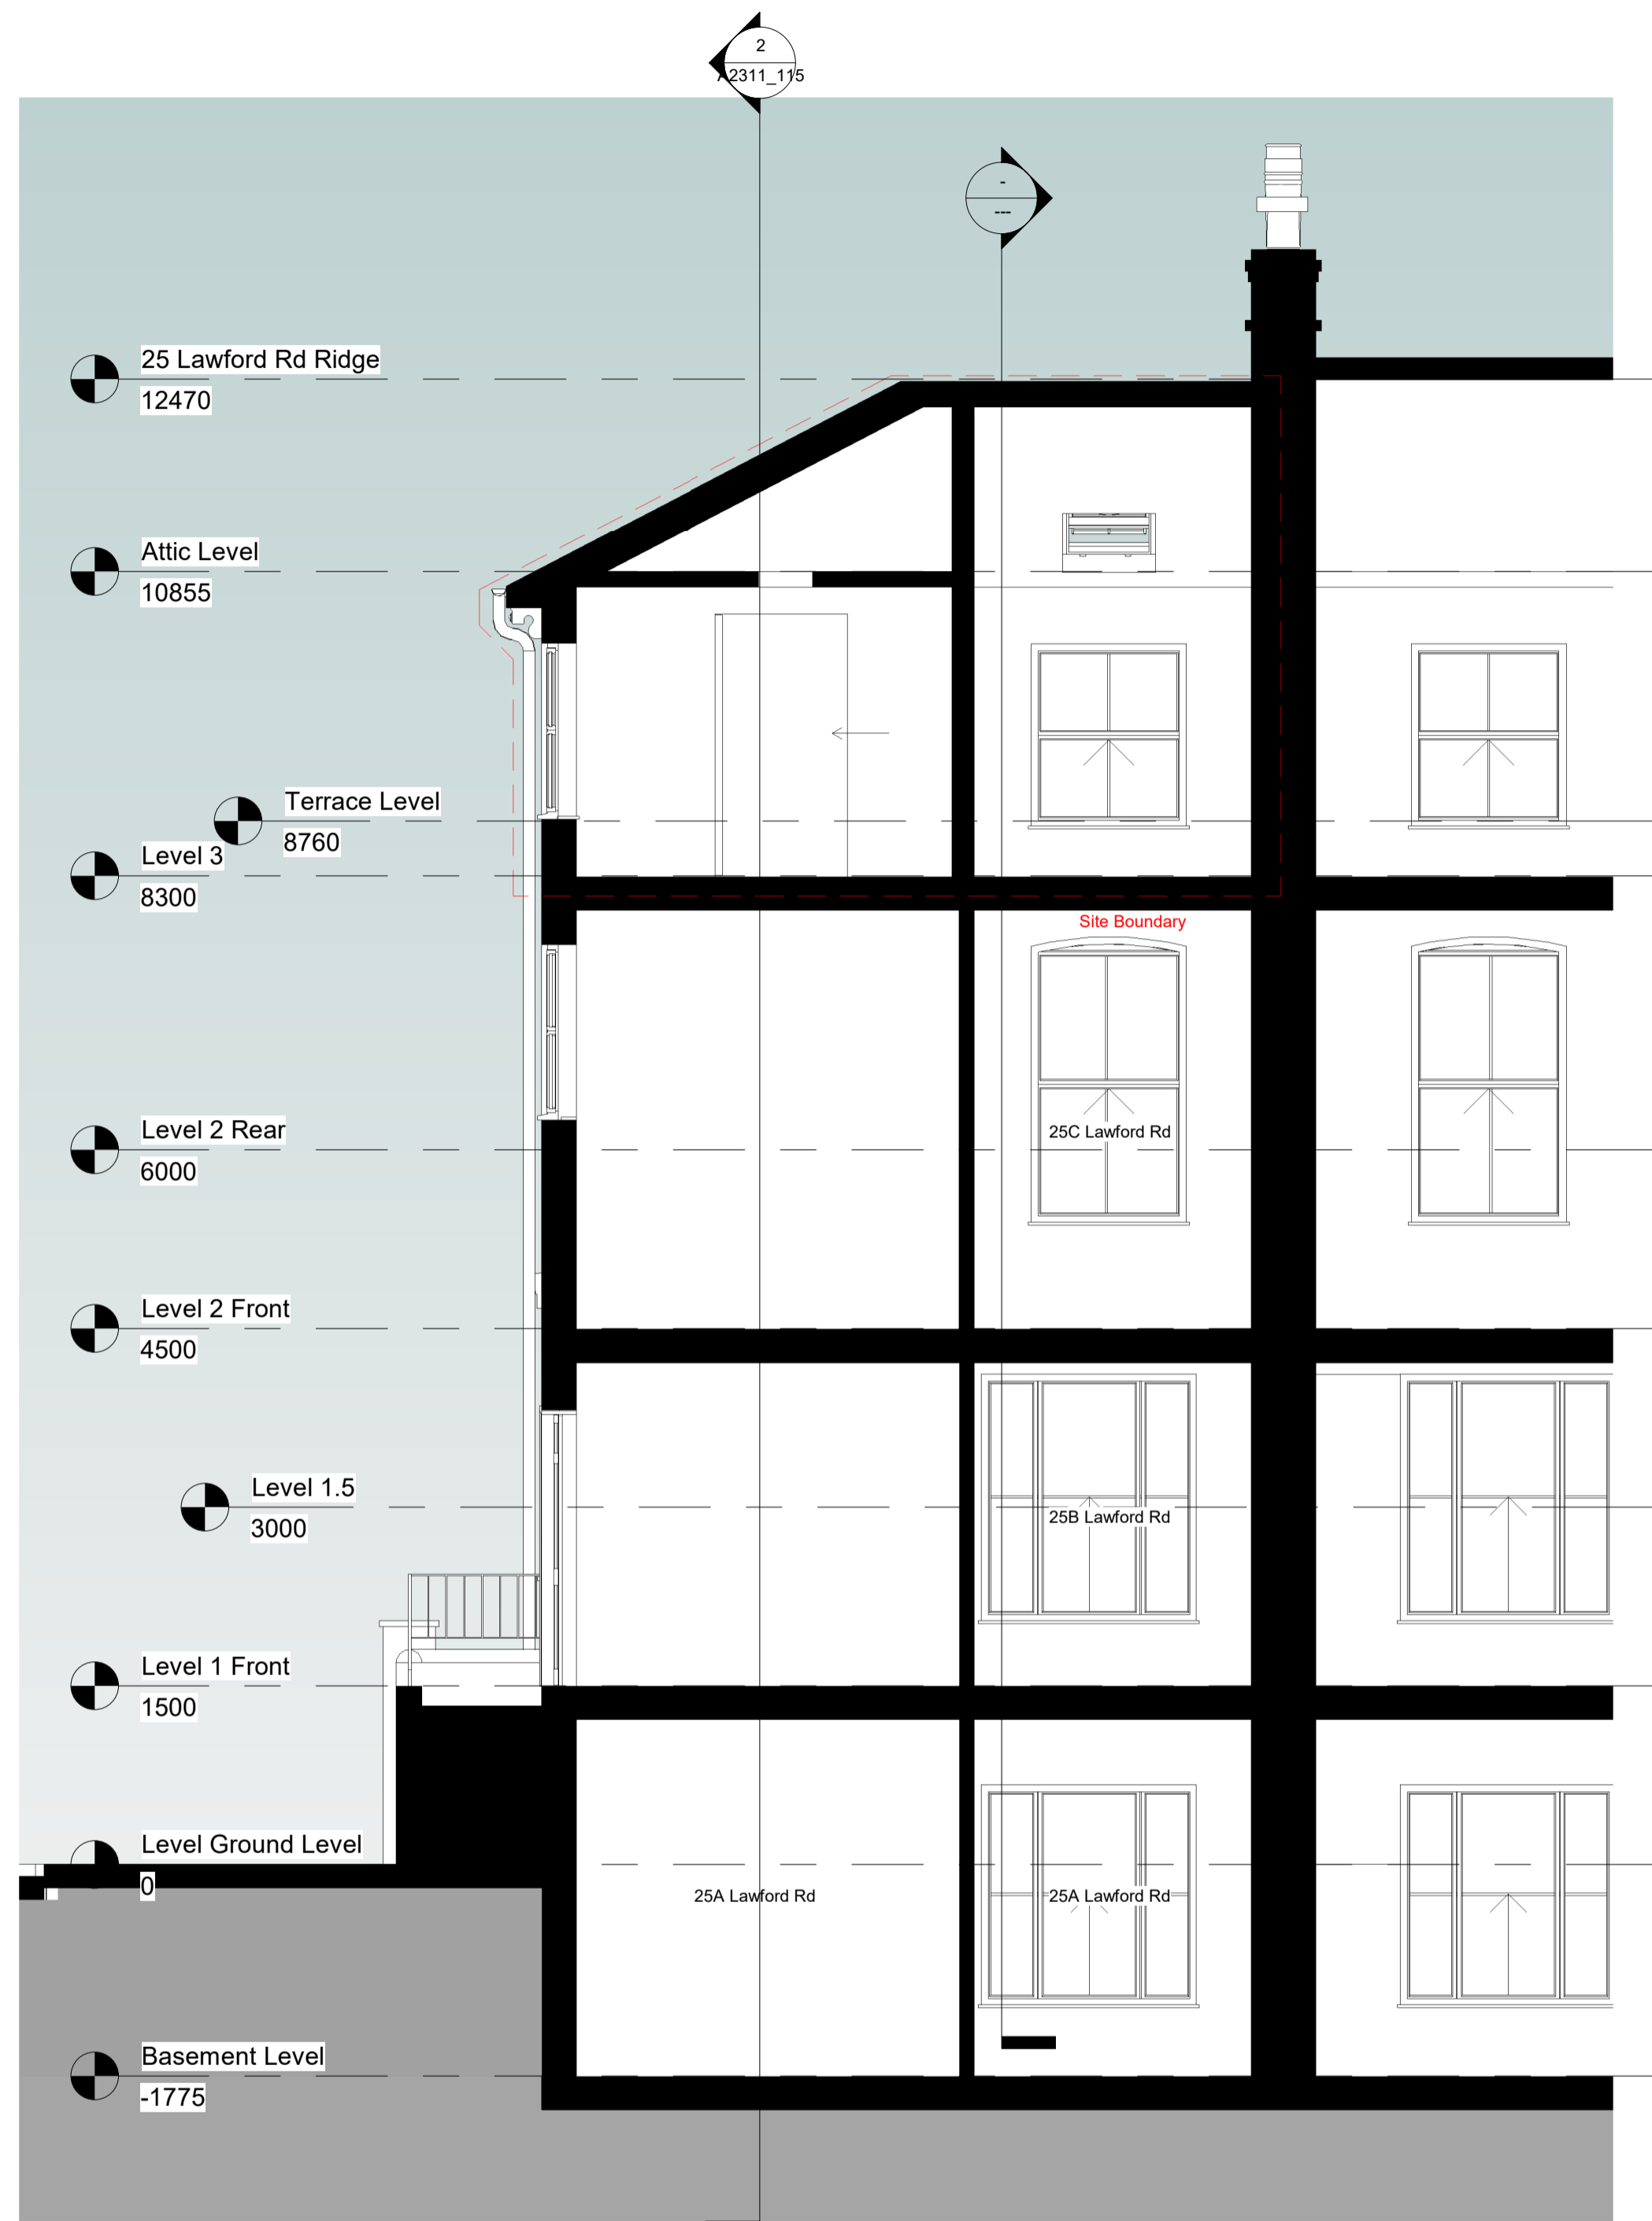 2
A2311_115
-
---
25 Lawford Rd Ridge
12470
Attic Level
10855
Terrace Level
8760
Level 3
8300
Site Boundary
Level 2 Rear
6000
25C Lawford Rd
Level 2 Front
4500
Level 1.5
3000
25B Lawford Rd
Level 1 Front
1500
Level Ground Level
0
25A Lawford Rd
25A Lawford Rd
Basement Level
-1775